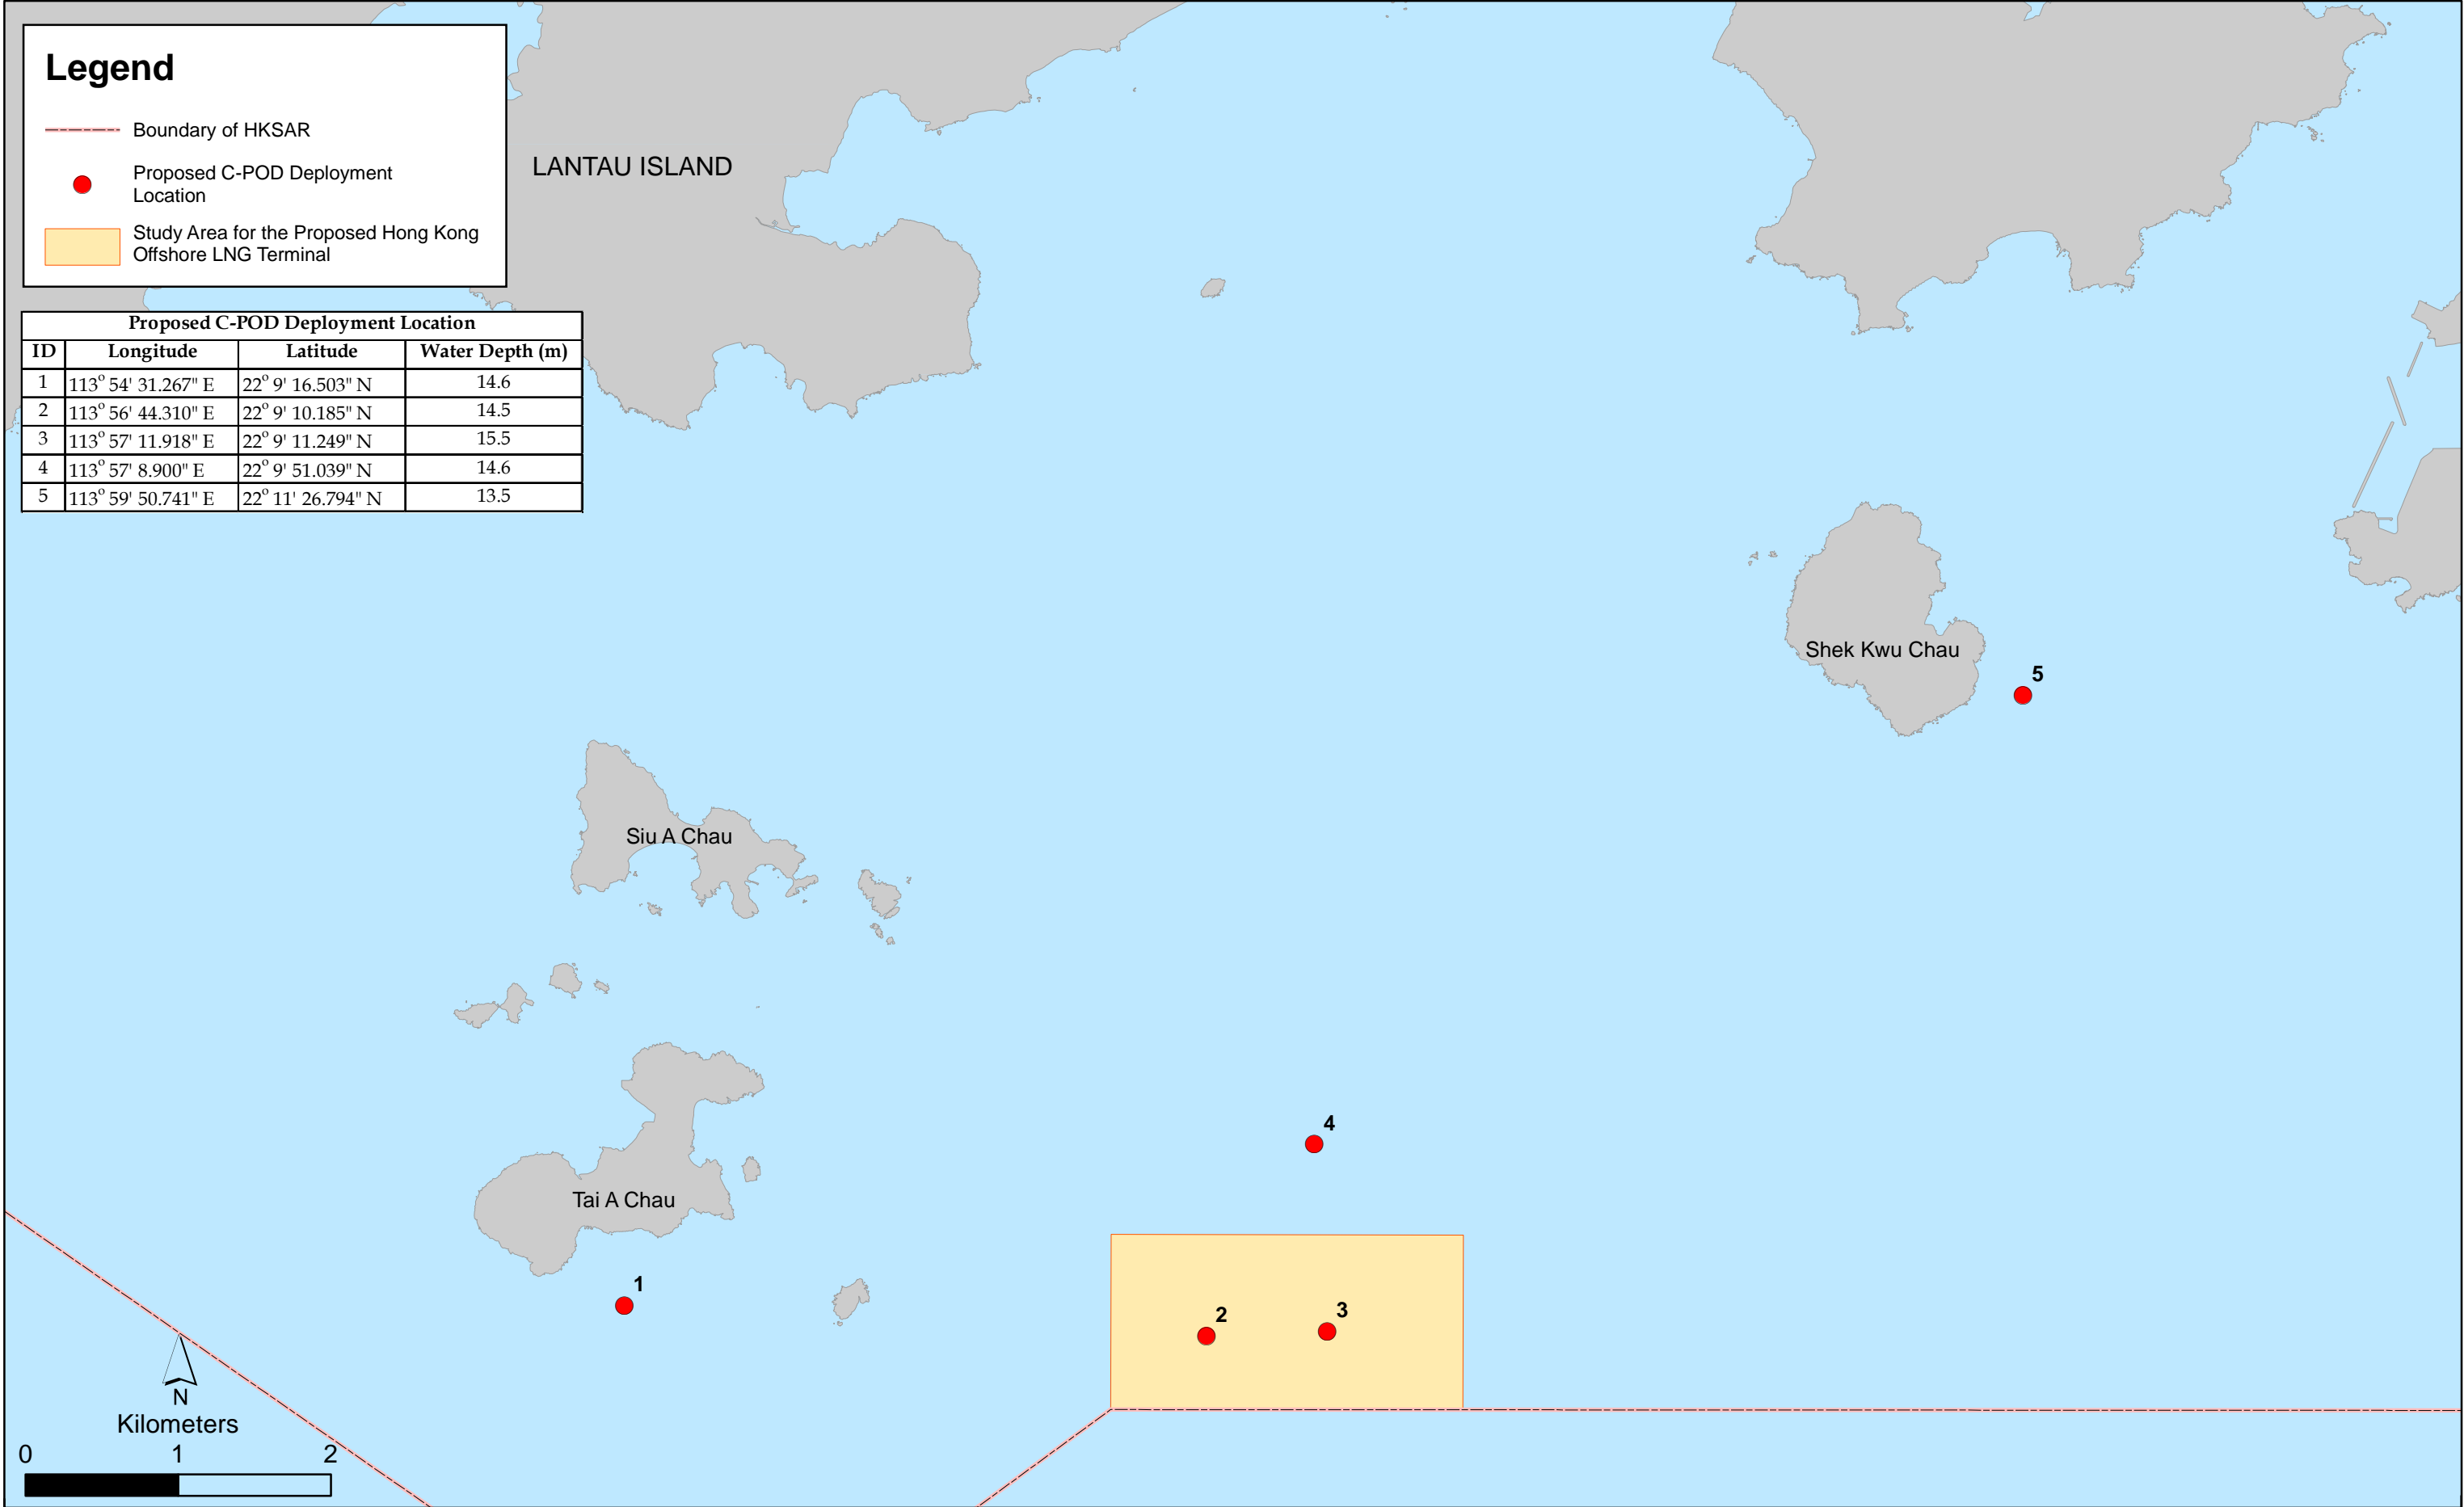 Legend
Boundary of HKSAR
Proposed C-POD Deployment
Location
Study Area for the Proposed Hong Kong
Offshore LNG Terminal
LANTAU ISLAND
Proposed C-POD Deployment Location
ID Longitude Latitude Water Depth (m)
1 113° 54' 31.267" E 22° 9' 16.503" N 14.6
2 113° 56' 44.310" E 22° 9' 10.185" N 14.5
3 113° 57' 11.918" E 22° 9' 11.249" N 15.5
4 113° 57' 8.900" E 22° 9' 51.039" N 14.6
5 113° 59' 50.741" E 22° 11' 26.794" N 13.5
Shek Kwu Chau
5
Siu A Chau
4
Tai A Chau
1
2
3
N
Kilometers
0 1 2